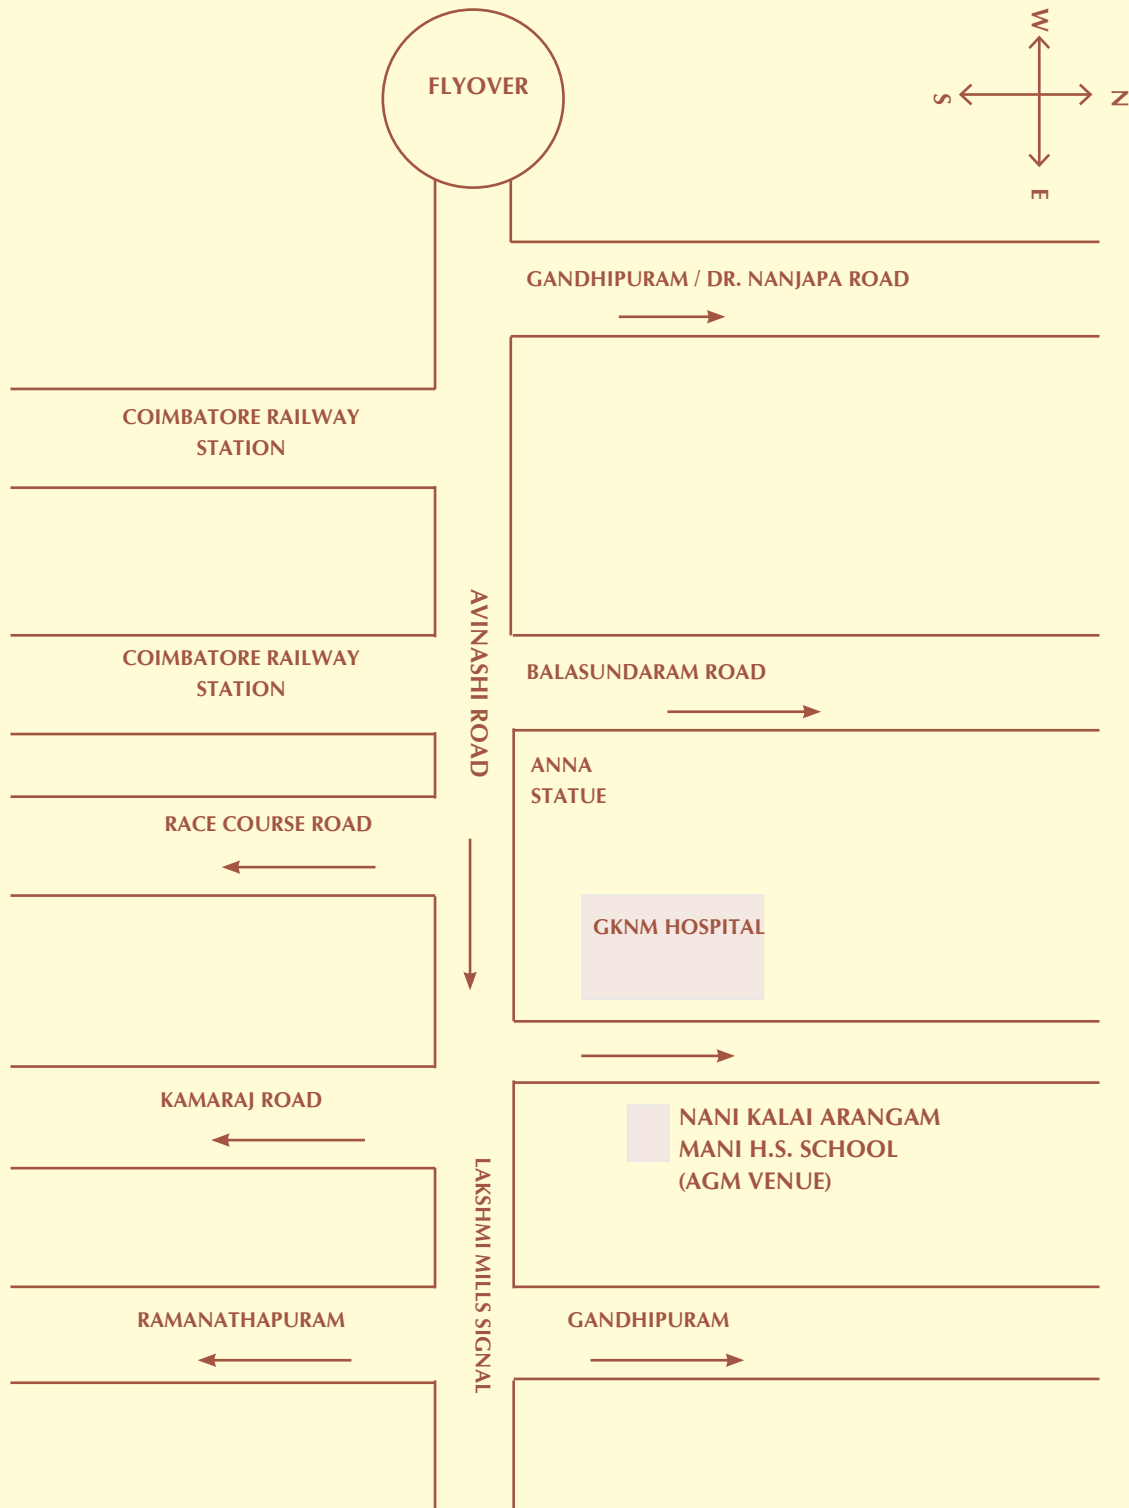 FLYOVER
W
S
N
E
GANDHIPURAM / DR. NANJAPA ROAD
COIMBATORE RAILWAY
STATION
AVINASHI ROAD
COIMBATORE RAILWAY
STATION
BALASUNDARAM ROAD
ANNA
STATUE
RACE COURSE ROAD
GKNM HOSPITAL
KAMARAJ ROAD
NANI KALAI ARANGAM
MANI H.S. SCHOOL
(AGM VENUE)
LAKSHMI MILLS SIGNAL
RAMANATHAPURAM
GANDHIPURAM